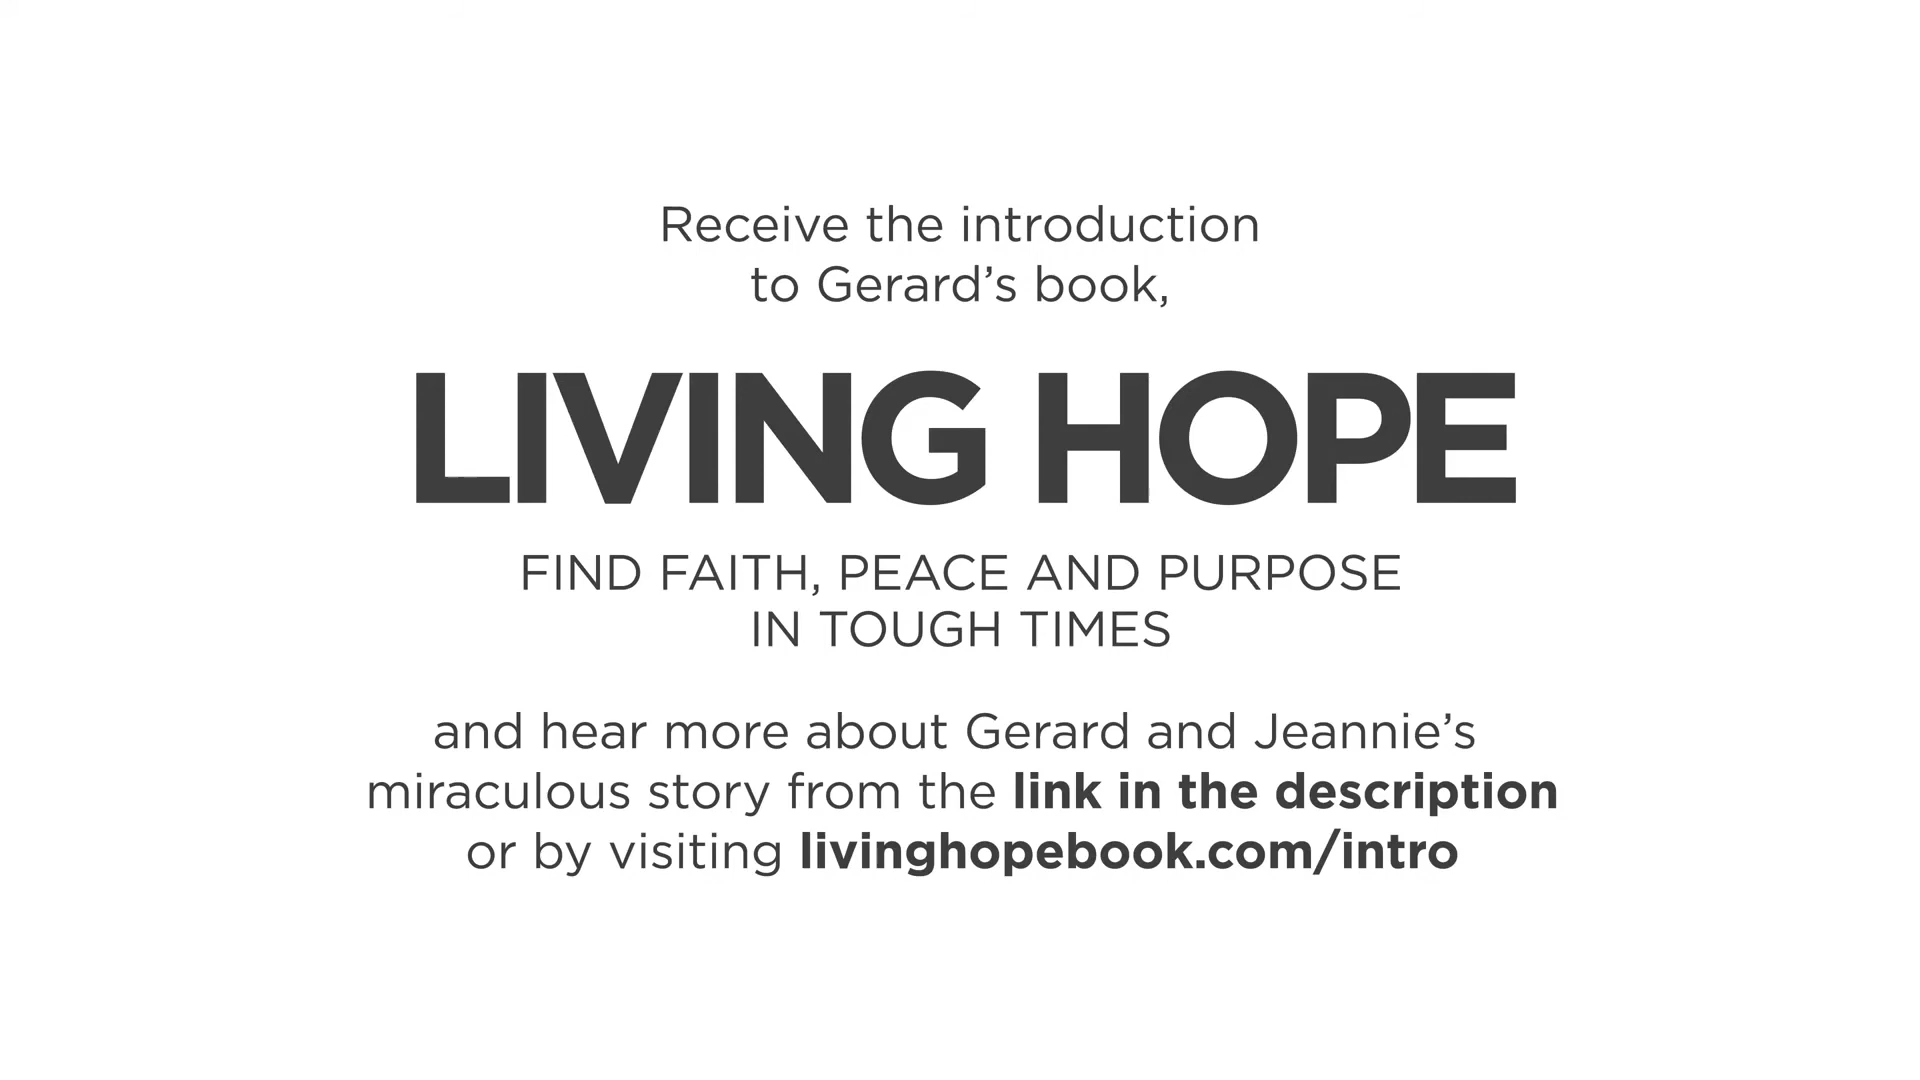 Receive the introduction
to Gerard’s book,
LIVING HOPE
FIND FAITH, PEACE AND PURPOSE
IN TOUGH TIMES
and hear more about Gerard and Jeannie’s
miraculous story from the link in the description
or by visiting livinghopebook.com/intro